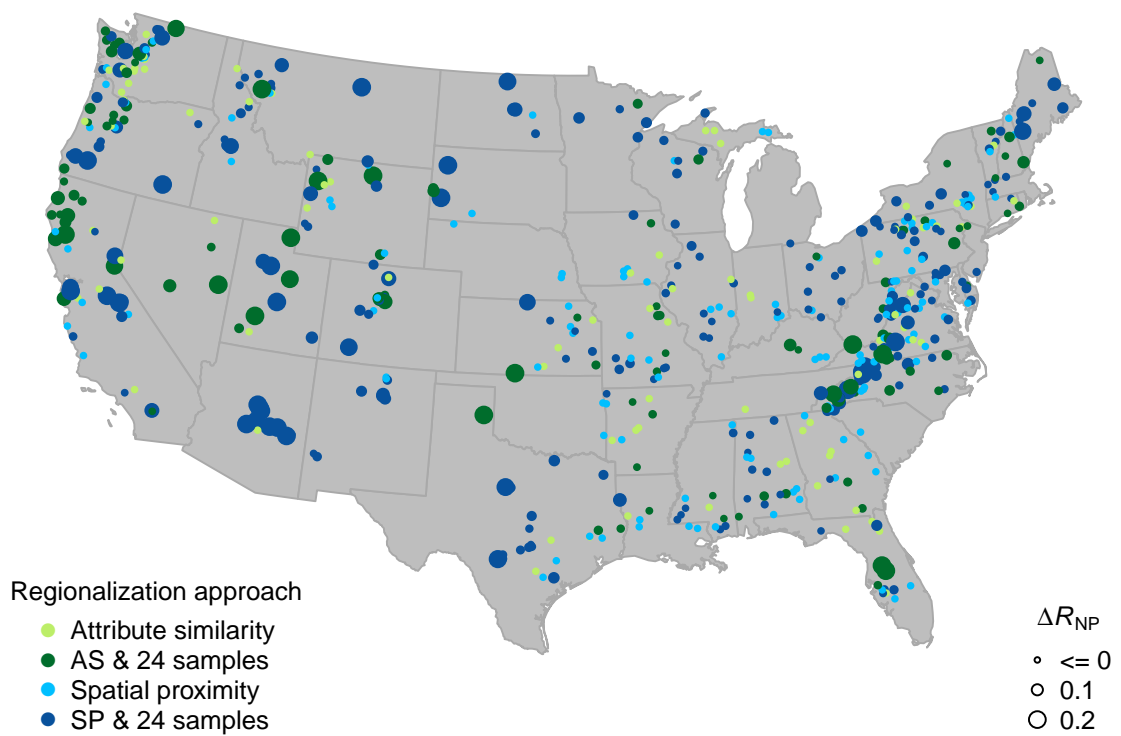 Regionalization approach
Attribute similarity
AS & 24 samples
Spatial proximity
SP & 24 samples
ΔR_NP
<= 0
0.1
0.2